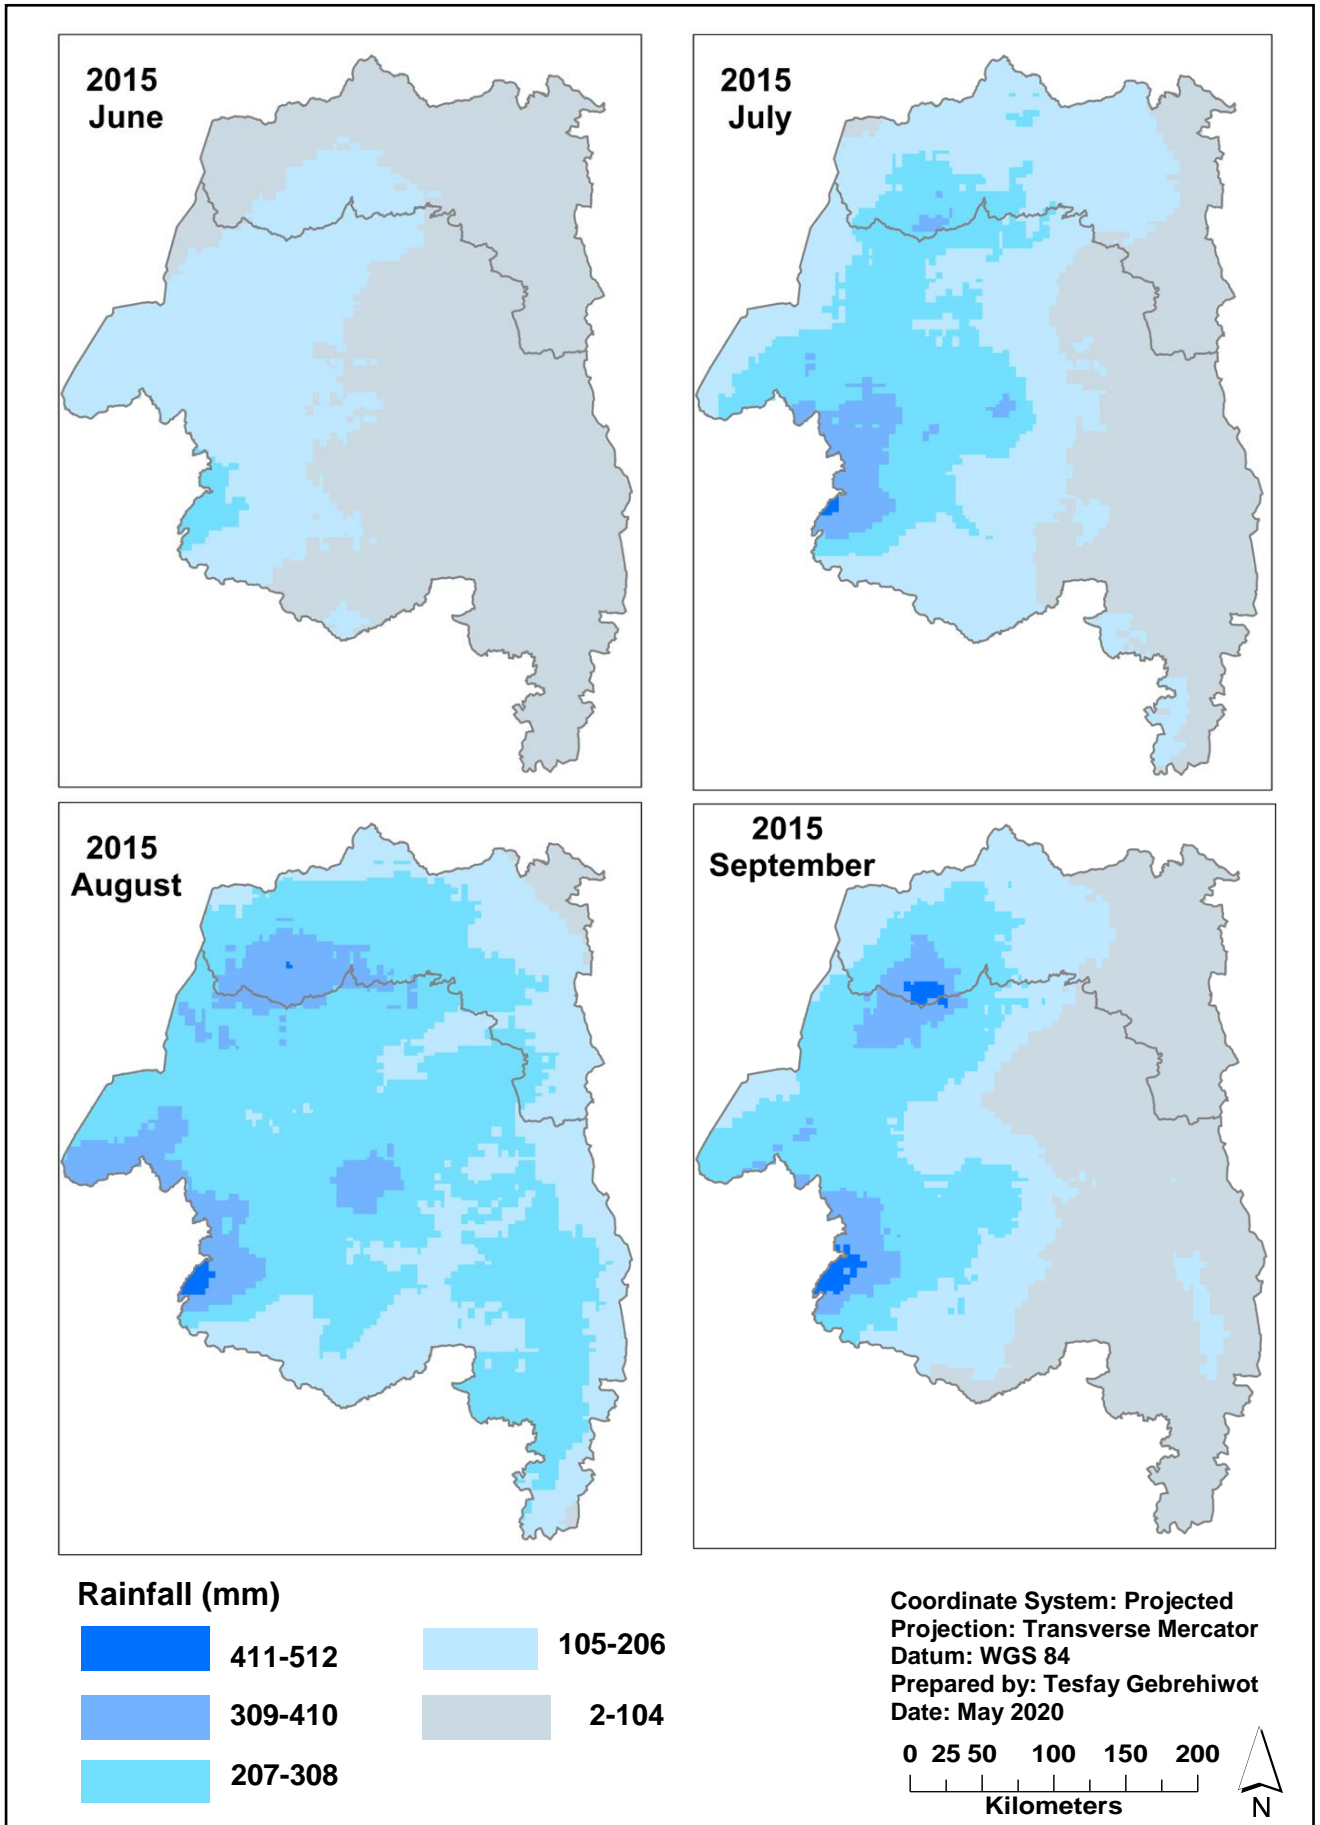 2015
June
2015
July
2015
August
2015
September
Rainfall (mm)
411-512
309-410
207-308
105-206
2-104
Coordinate System: Projected
Projection: Transverse Mercator
Datum: WGS 84
Prepared by: Tesfay Gebrehiwot
Date: May 2020
0 25 50 100 150 200
Kilometers
N